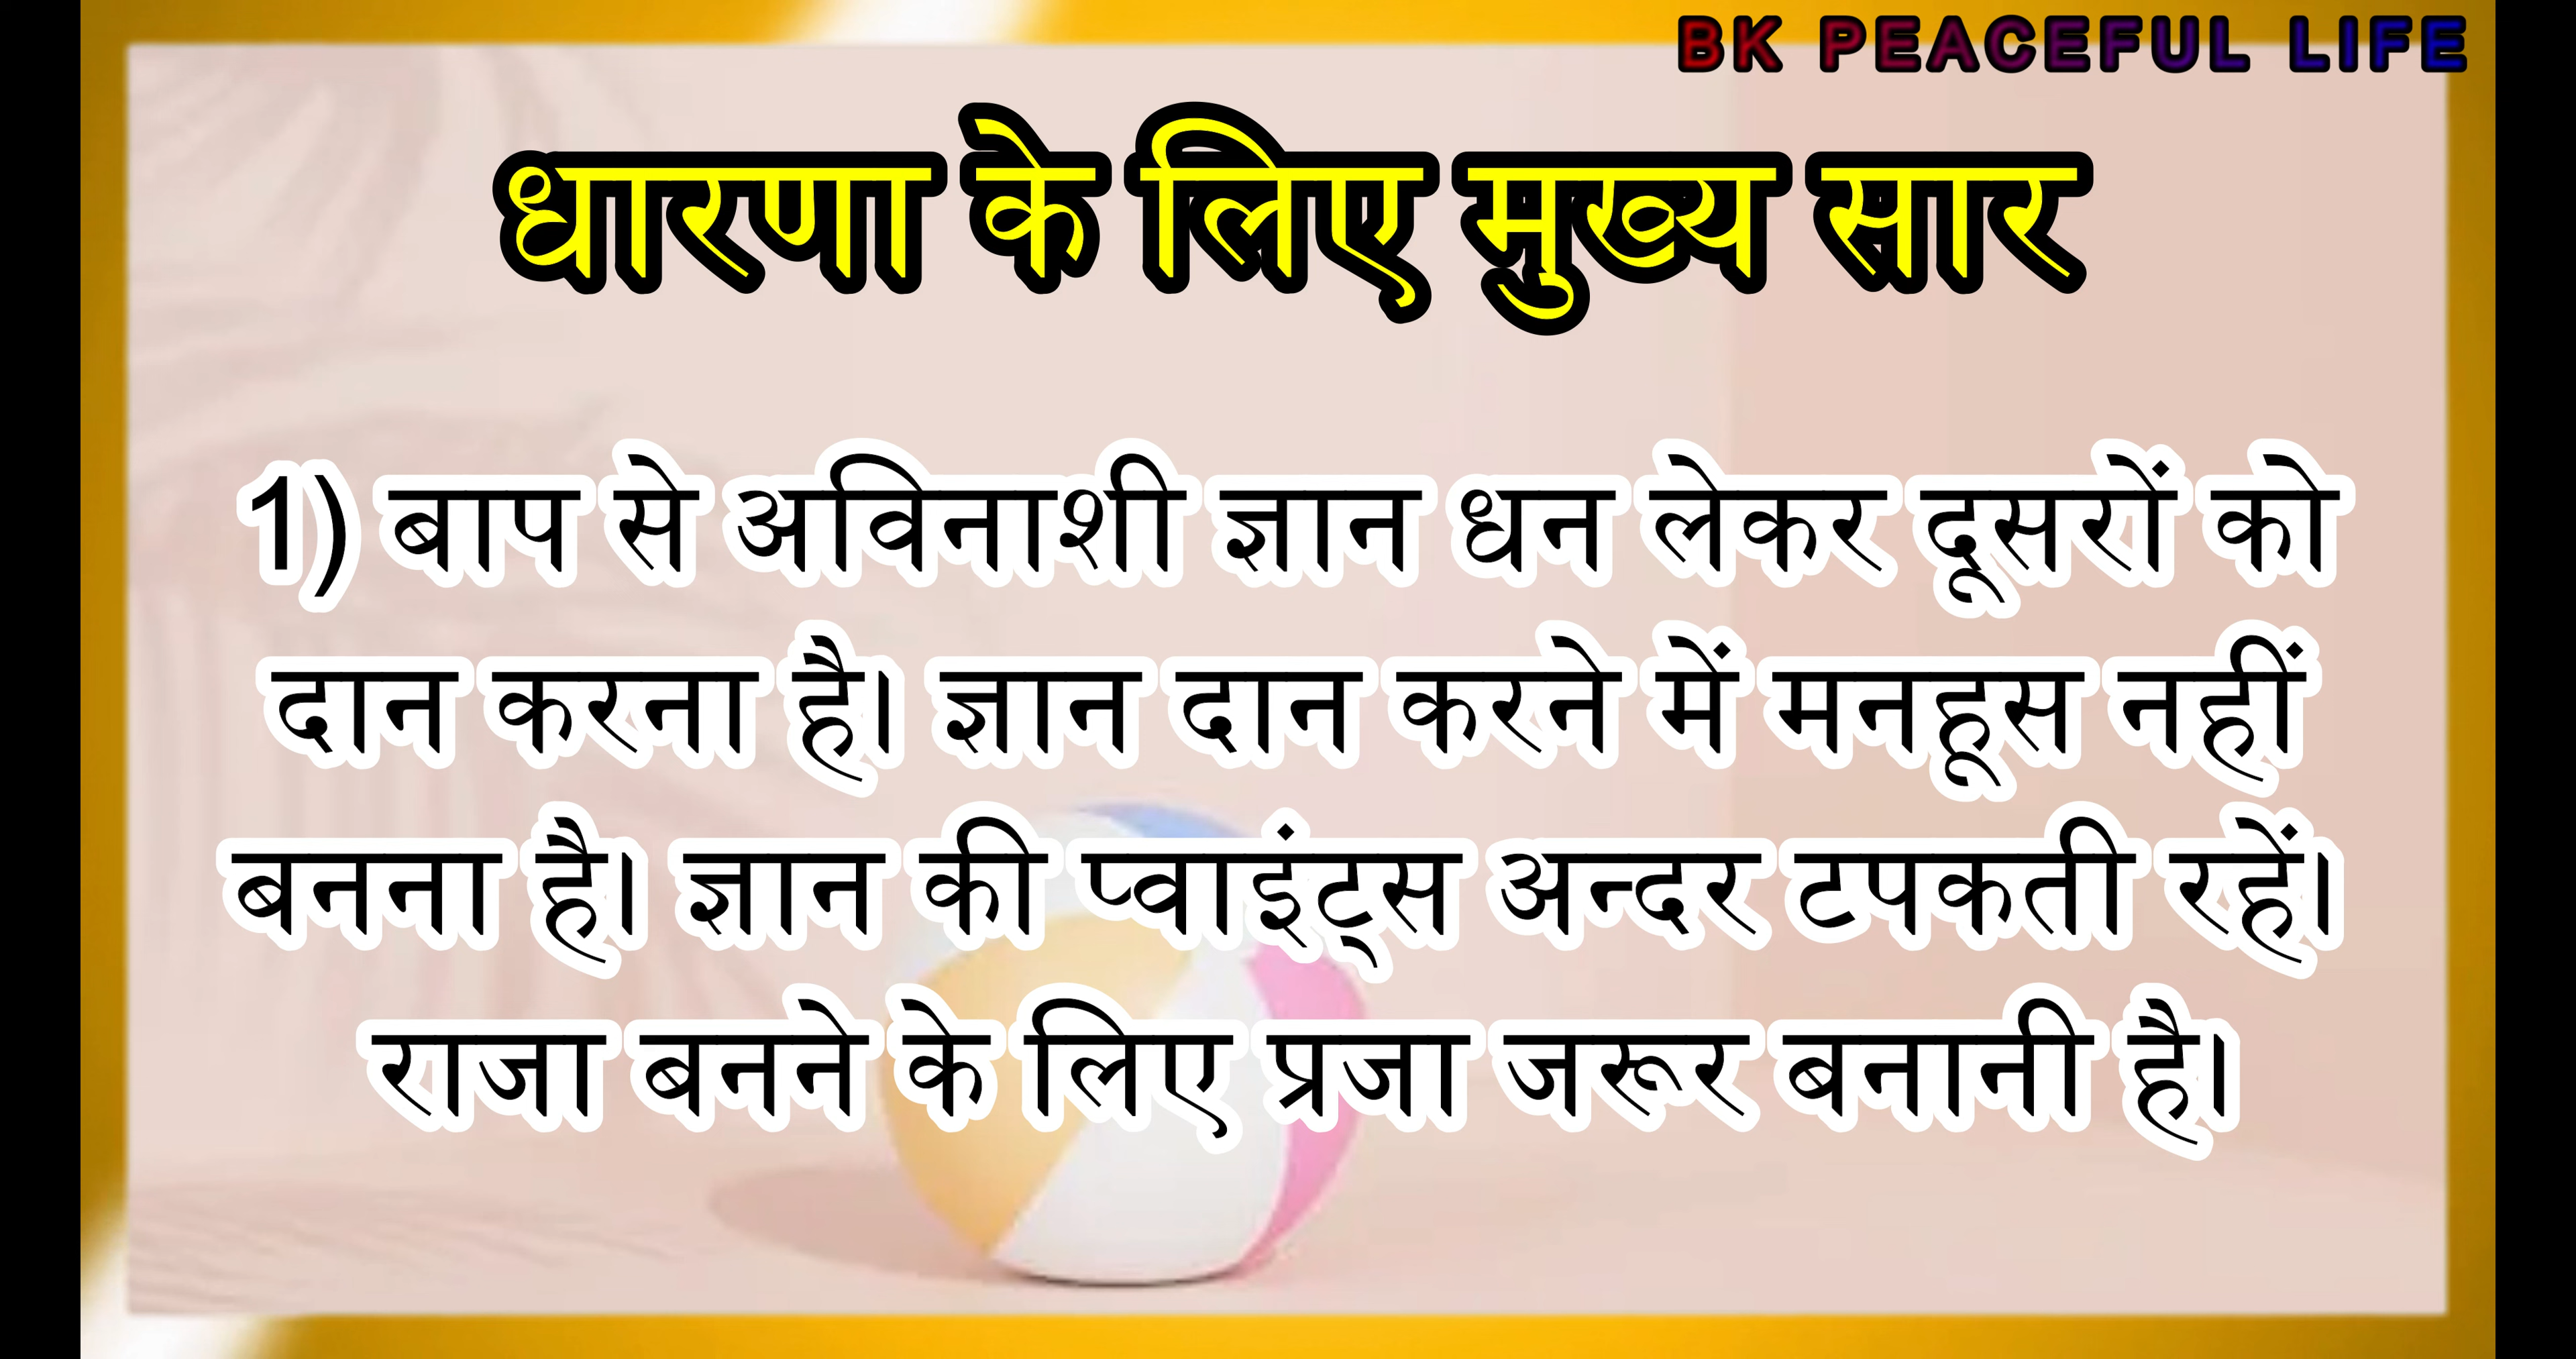 BK PEACEFUL LIFE
धारणा के लिए मुख्य सार
1) बाप से अविनाशी ज्ञान धन लेकर दूसरों को
दान करना है। ज्ञान दान करने में मनहूस नहीं
बनना है। ज्ञान की प्वाइंट्स अन्दर टपकती रहें।
राजा बनने के लिए प्रजा जरूर बनानी है।